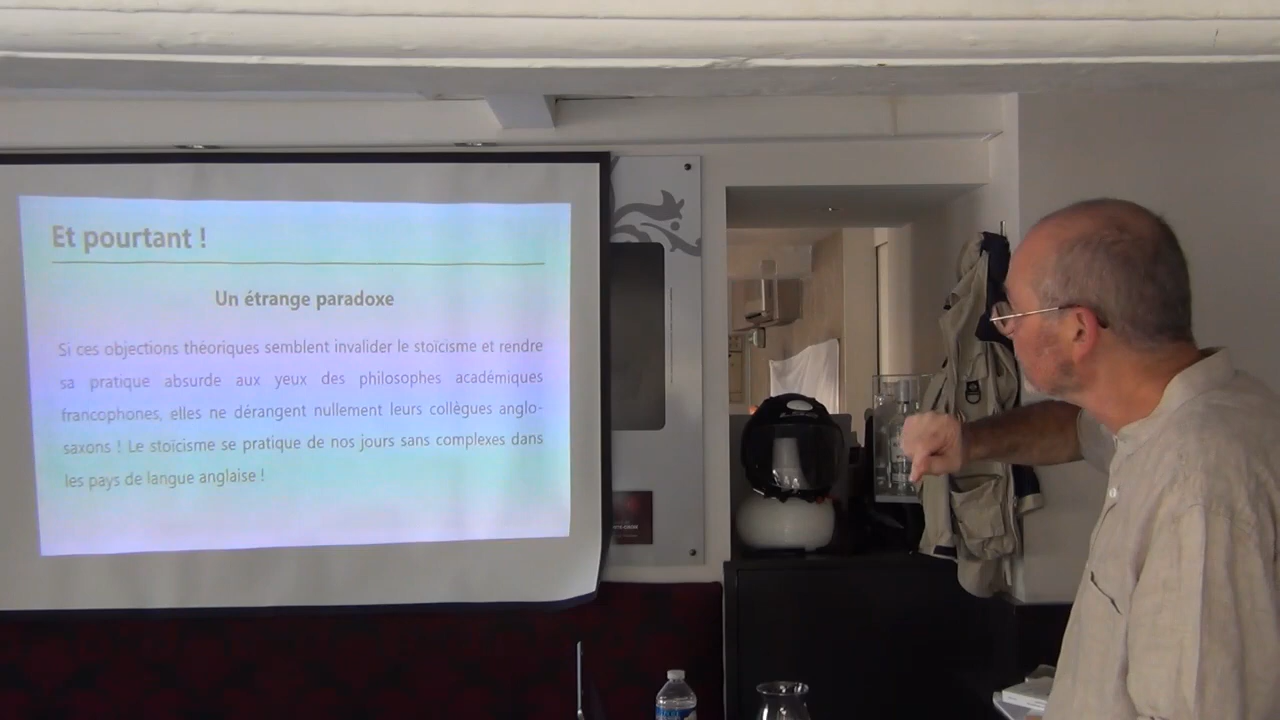 Et pourtant !
Un étrange paradoxe
Si ces objections théoriques semblent invalider le stoïcisme et rendre
sa pratique absurde aux yeux des philosophes académiques
francophones, elles ne dérangent nullement leurs collègues anglo-
saxons ! Le stoïcisme se pratique de nos jours sans complexes dans
les pays de langue anglaise !